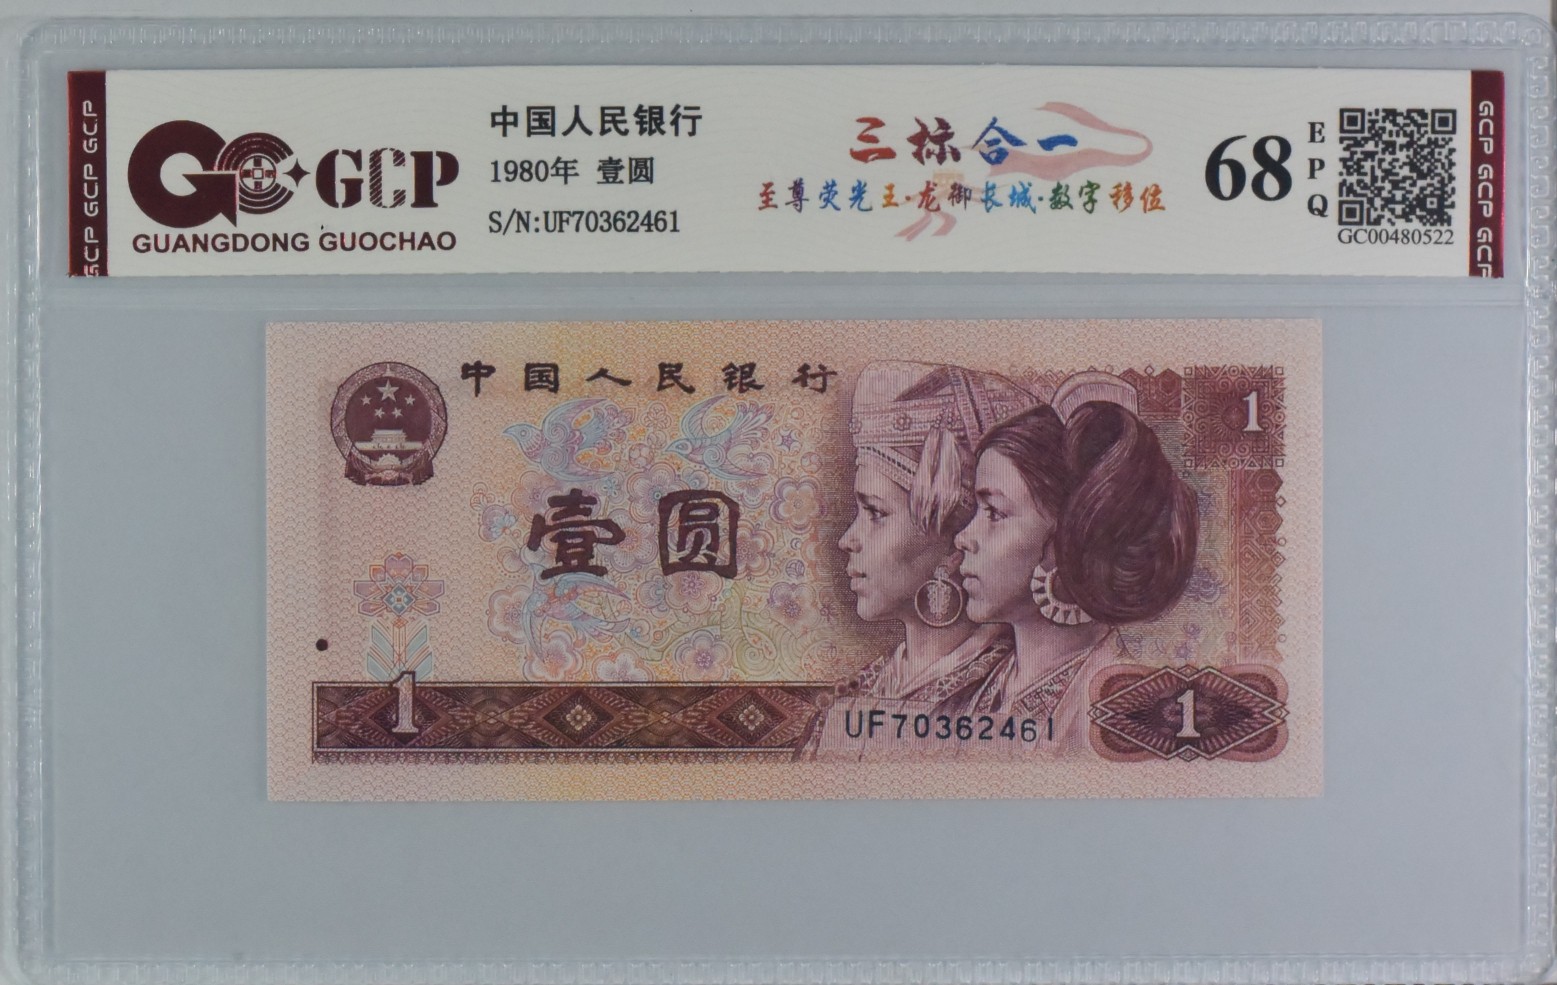 GCP GCP GCP
GCP
GUANGDONG GUOCHAO
中国人民银行
1980年 壹圆
S/N:UF70362461
三标合一
至尊荧光王·龙御长城·数字移位
68
EPQ
GC00480522
GCP GCP GCP
中国人民银行
1
壹圆
1
UF70362461
1